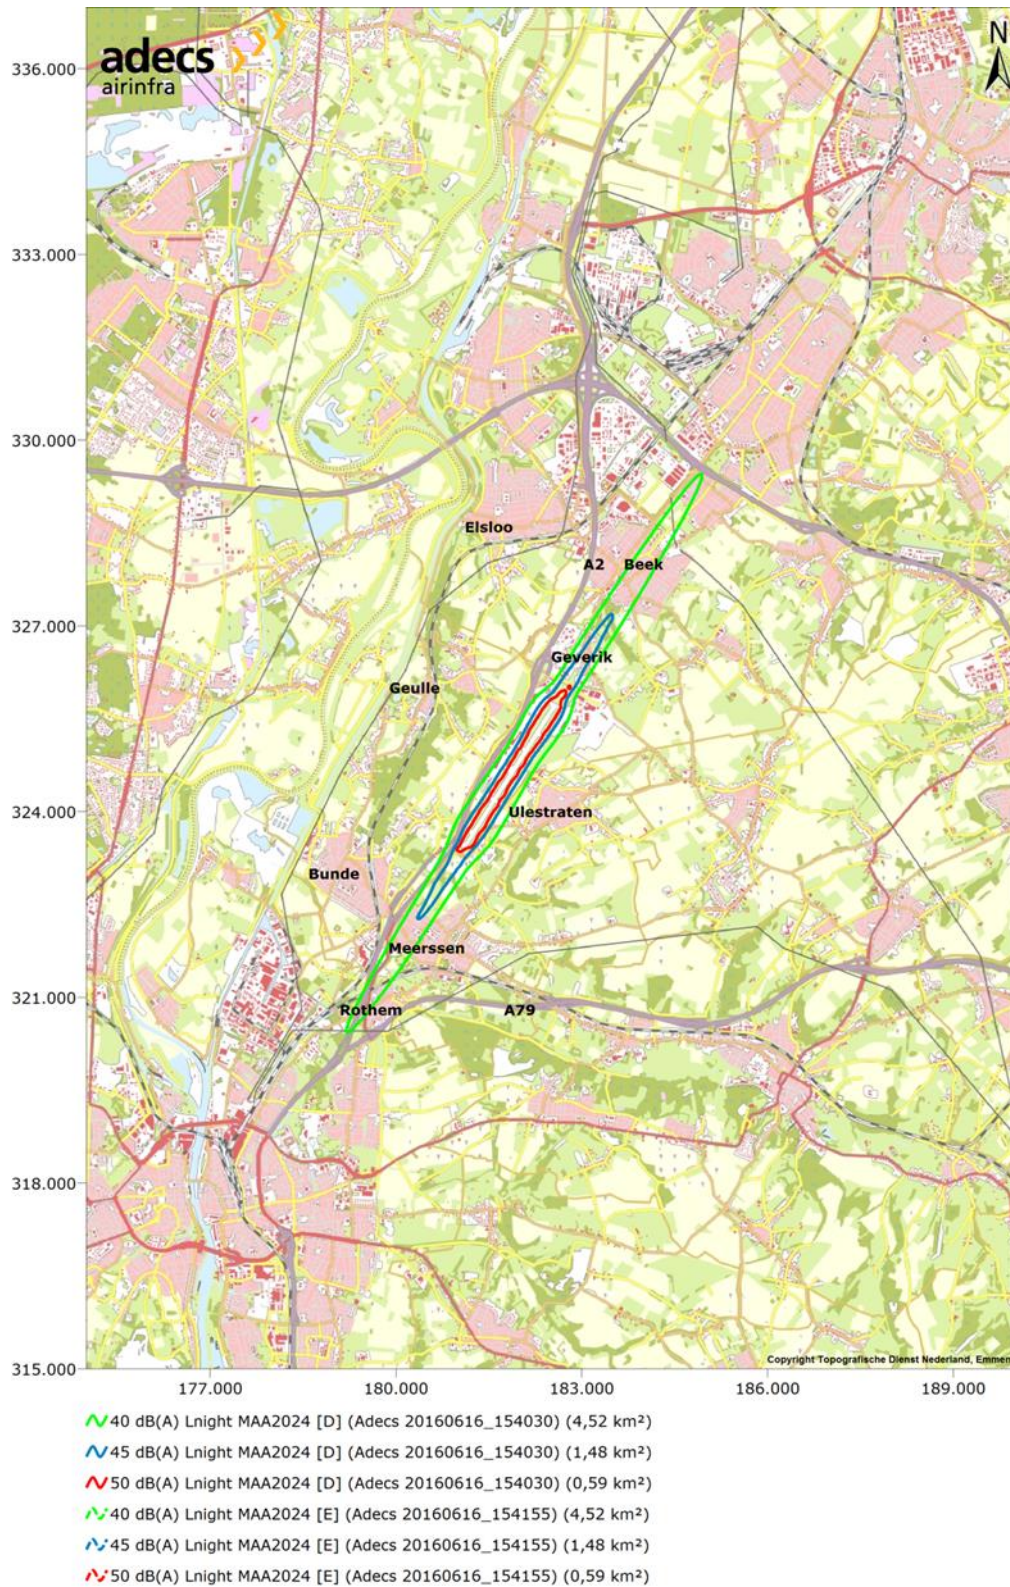 adecs
airinfra
N
336.000
333.000
330.000
Elsloo
A2
Beek
327.000
Geverik
Geulle
324.000
Ulestraten
Bunde
Meerssen
321.000
Rothem
A79
318.000
315.000
Copyright Topografische Dienst Nederland, Emmen
177.000 180.000 183.000 186.000 189.000
40 dB(A) Lnight MAA2024 [D] (Adecs 20160616_154030) (4,52 km²)
45 dB(A) Lnight MAA2024 [D] (Adecs 20160616_154030) (1,48 km²)
50 dB(A) Lnight MAA2024 [D] (Adecs 20160616_154030) (0,59 km²)
40 dB(A) Lnight MAA2024 [E] (Adecs 20160616_154155) (4,52 km²)
45 dB(A) Lnight MAA2024 [E] (Adecs 20160616_154155) (1,48 km²)
50 dB(A) Lnight MAA2024 [E] (Adecs 20160616_154155) (0,59 km²)